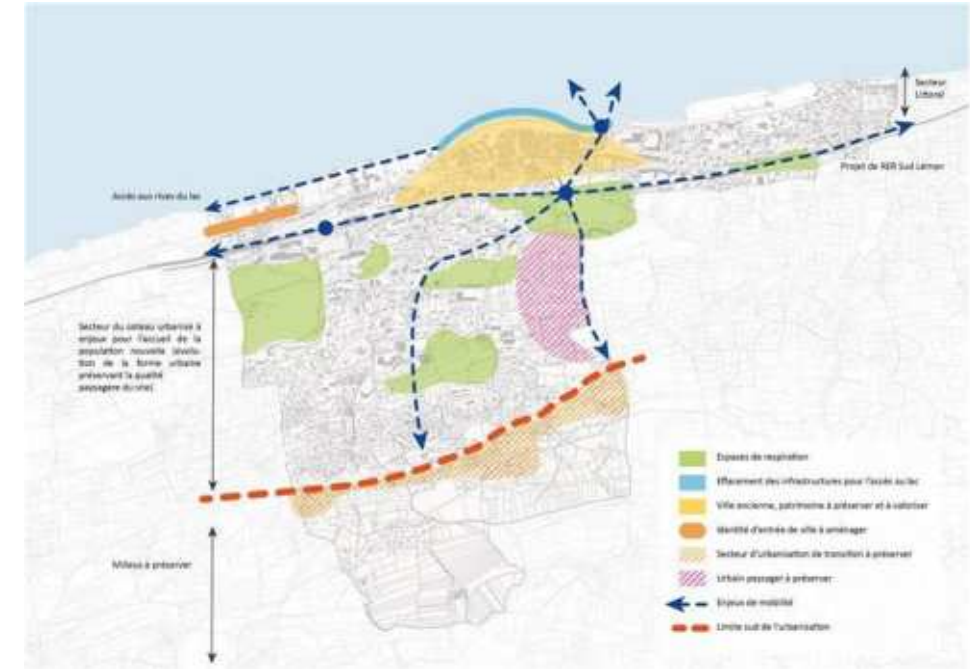 Secteur
Littoral
Projet de RER Sud Léman
Accès aux rives du lac
Secteur du coteau urbanisé à
enjeux pour l'accueil de la
population nouvelle (évolu-
tion de la forme urbaine
préservant la qualité
paysagère du site)
Milieux à préserver
Espaces de respiration
Effacement des infrastructures pour l'accès au lac
Ville ancienne, patrimoine à préserver et à valoriser
Identité d'entrée de ville à aménager
Secteur d'urbanisation de transition à préserver
Urbain paysager à préserver
Enjeux de mobilité
Limite sud de l'urbanisation